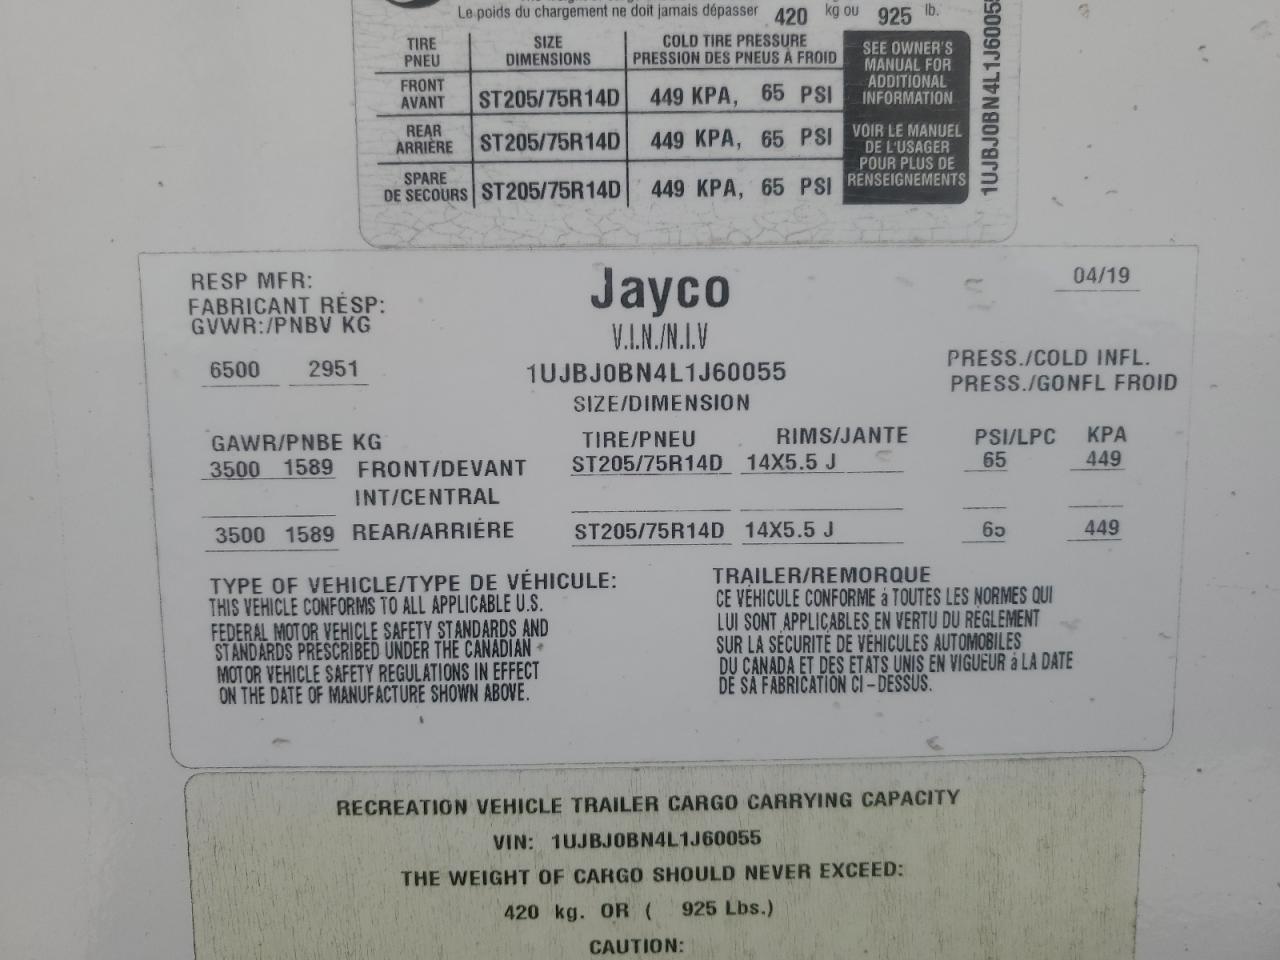 Le poids du chargement ne doit jamais dépasser 420 kg ou 925 lb.
TIRE PNEU SIZE DIMENSIONS COLD TIRE PRESSURE PRESSION DES PNEUS À FROID
FRONT AVANT ST205/75R14D 449 KPA, 65 PSI
REAR ARRIÈRE ST205/75R14D 449 KPA, 65 PSI
SPARE DE SECOURS ST205/75R14D 449 KPA, 65 PSI
SEE OWNER'S
MANUAL FOR
ADDITIONAL
INFORMATION
VOIR LE MANUEL
DE L'USAGER
POUR PLUS DE
RENSEIGNEMENTS
1UJBJ0BN4L1J60055
RESP MFR: Jayco 04/19
FABRICANT RÉSP:
GVWR:/PNBV KG V.I.N./N.I.V
6500 2951 1UJBJ0BN4L1J60055 PRESS./COLD INFL.
PRESS./GONFL FROID
SIZE/DIMENSION
GAWR/PNBE KG TIRE/PNEU RIMS/JANTE PSI/LPC KPA
3500 1589 FRONT/DEVANT ST205/75R14D 14X5.5 J 65 449
INT/CENTRAL
3500 1589 REAR/ARRIÉRE ST205/75R14D 14X5.5 J 65 449
TYPE OF VEHICLE/TYPE DE VÉHICULE: TRAILER/REMORQUE
THIS VEHICLE CONFORMS TO ALL APPLICABLE U.S.
FEDERAL MOTOR VEHICLE SAFETY STANDARDS AND
STANDARDS PRESCRIBED UNDER THE CANADIAN
MOTOR VEHICLE SAFETY REGULATIONS IN EFFECT
ON THE DATE OF MANUFACTURE SHOWN ABOVE.
CE VÉHICULE CONFORME á TOUTES LES NORMES QUI
LUI SONT APPLICABLES EN VERTU DU RÉGLEMENT
SUR LA SÉCURITÉ DE VÉHICULES AUTOMOBILES
DU CANADA ET DES ETATS UNIS EN VIGUEUR á LA DATE
DE SA FABRICATION CI-DESSUS.
RECREATION VEHICLE TRAILER CARGO CARRYING CAPACITY
VIN: 1UJBJ0BN4L1J60055
THE WEIGHT OF CARGO SHOULD NEVER EXCEED:
420 kg. OR ( 925 Lbs.)
CAUTION: